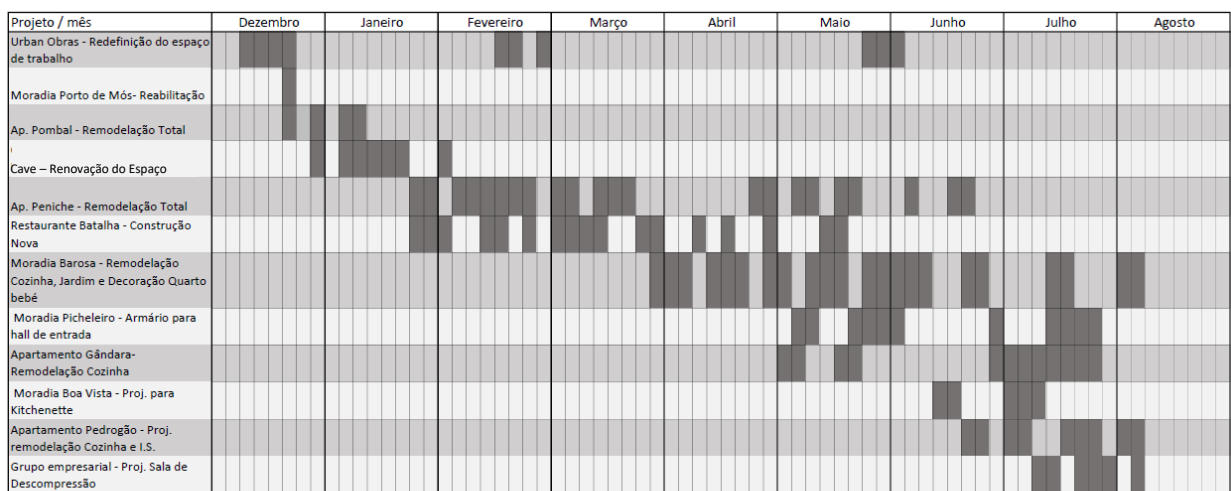 Projeto / mês Dezembro Janeiro Fevereiro Março Abril Maio Junho Julho Agosto
Urban Obras - Redefinição do espaço
de trabalho
Moradia Porto de Mós- Reabilitação
Ap. Pombal - Remodelação Total
Cave – Renovação do Espaço
Ap. Peniche - Remodelação Total
Restaurante Batalha - Construção
Nova
Moradia Barosa - Remodelação
Cozinha, Jardim e Decoração Quarto
bebé
Moradia Picheleiro - Armário para
hall de entrada
Apartamento Gândara-
Remodelação Cozinha
Moradia Boa Vista - Proj. para
Kitchenette
Apartamento Pedrogão - Proj.
remodelação Cozinha e I.S.
Grupo empresarial - Proj. Sala de
Descompressão